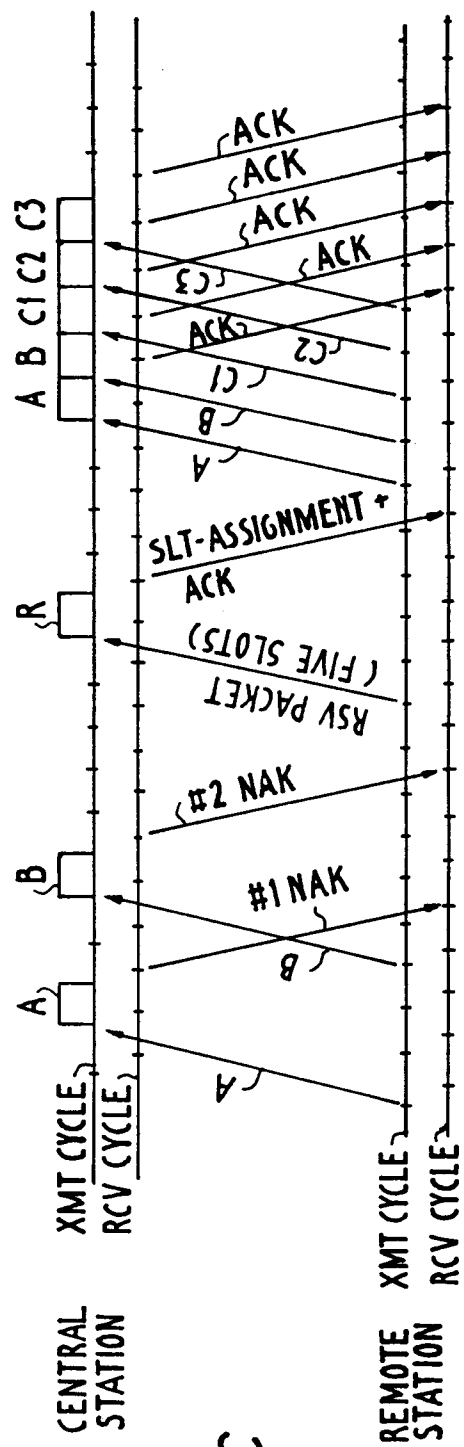 CENTRAL
STATION
XMT CYCLE
RCV CYCLE
A
B
R
A
B
C1
C2
C3
A
B
#1 NAK
#2 NAK
RSV PACKET
(FIVE SLOTS)
SLT-ASSIGNMENT +
ACK
A
B
C1
C2
C3
ACK
ACK
ACK
ACK
ACK
REMOTE
STATION
XMT CYCLE
RCV CYCLE